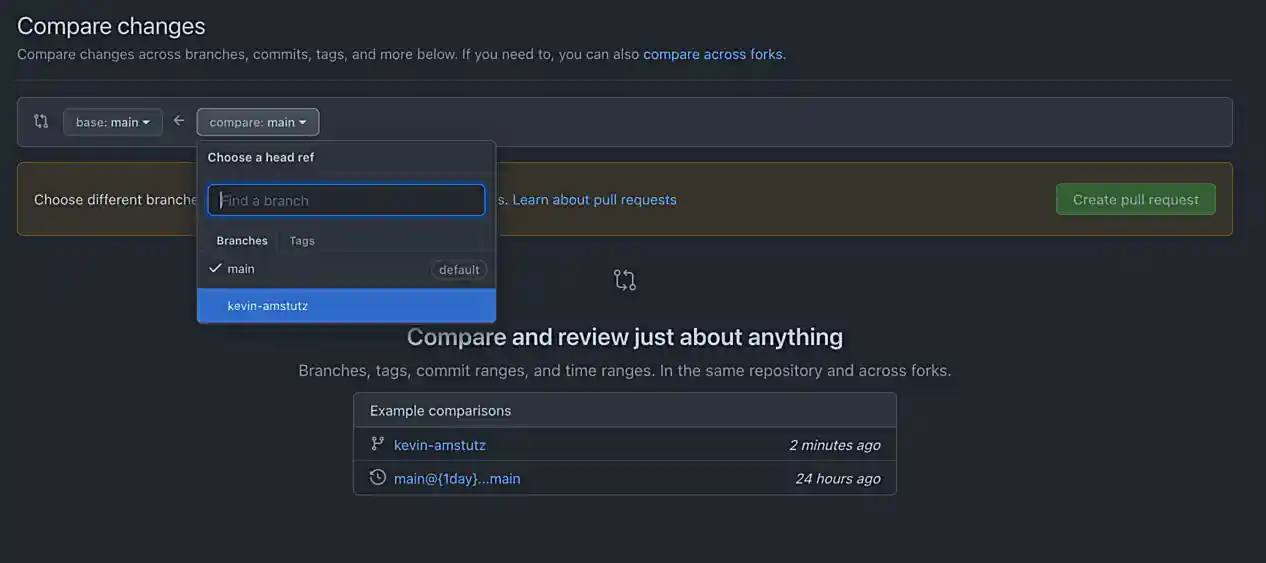 Compare changes
Compare changes across branches, commits, tags, and more below. If you need to, you can also compare across forks.
base: main
compare: main
Choose a head ref
Choose different branche
s. Learn about pull requests
Create pull request
Find a branch
Branches Tags
main default
kevin-amstutz
Compare and review just about anything
Branches, tags, commit ranges, and time ranges. In the same repository and across forks.
Example comparisons
kevin-amstutz 2 minutes ago
main@{1day}...main 24 hours ago